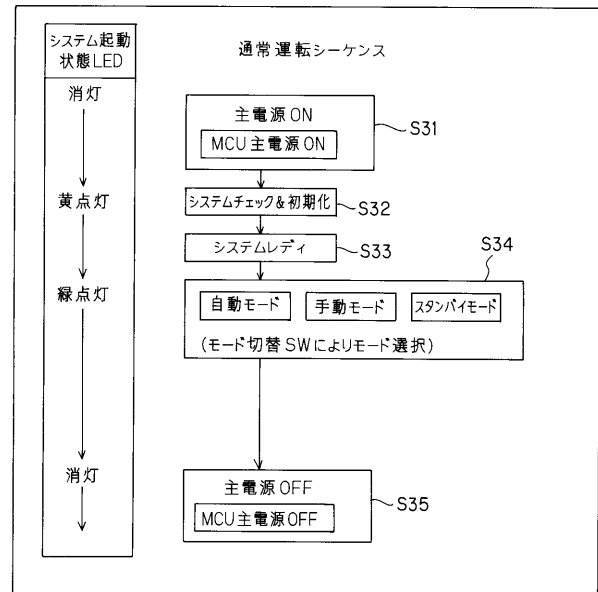 システム起動
状態LED
通常運転シーケンス
消灯
主電源ON
MCU主電源ON
S31
黄点灯
システムチェック&初期化
S32
システムレディ
S33
S34
緑点灯
自動モード
手動モード
スタンバイモード
(モード切替SWによりモード選択)
消灯
主電源OFF
MCU主電源OFF
S35